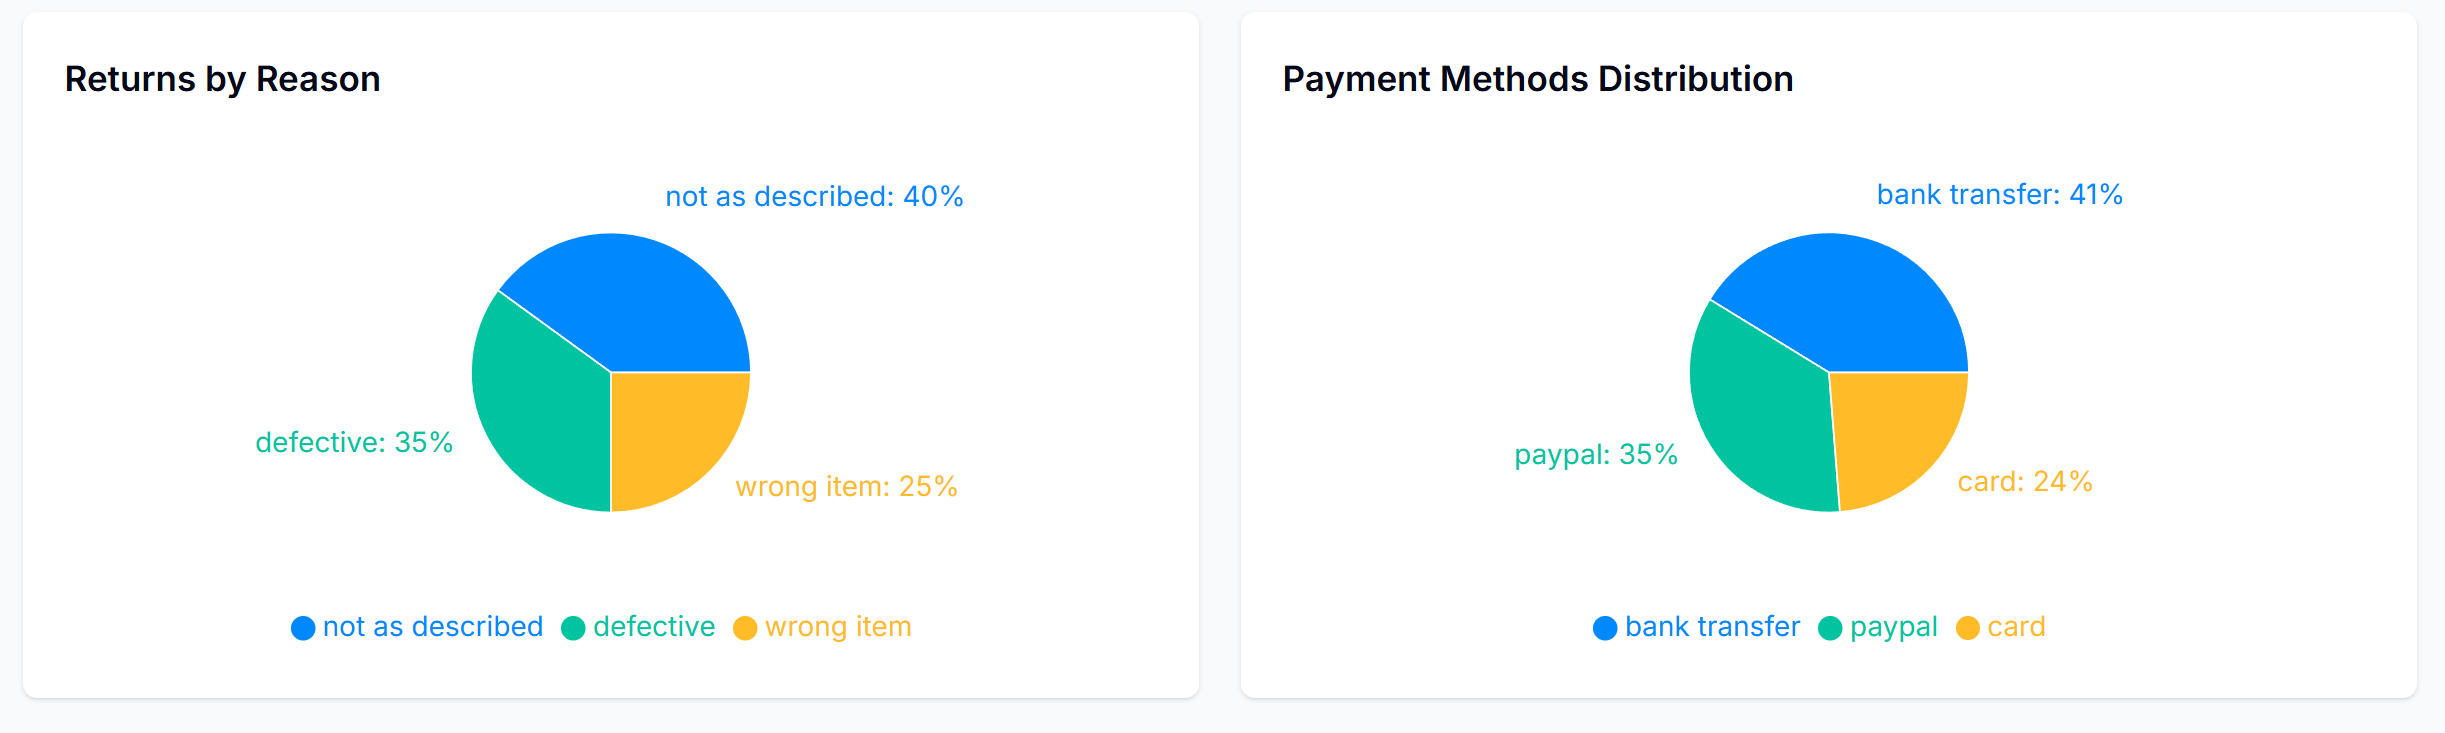 Returns by Reason
not as described: 40%
defective: 35%
wrong item: 25%
not as described defective wrong item
Payment Methods Distribution
bank transfer: 41%
paypal: 35%
card: 24%
bank transfer paypal card